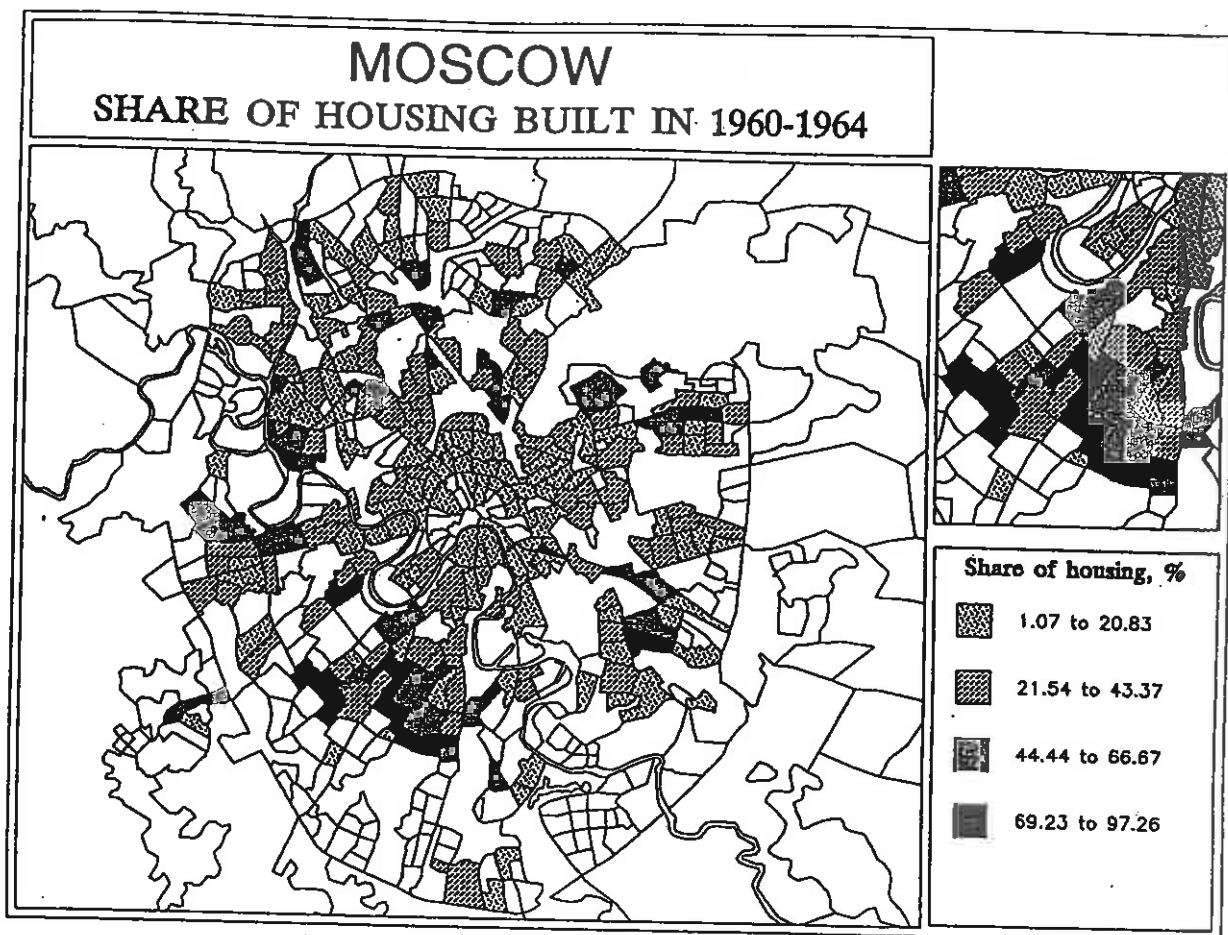 MOSCOW
SHARE OF HOUSING BUILT IN 1960-1964
Share of housing, %
1.07 to 20.83
21.54 to 43.37
44.44 to 66.67
69.23 to 97.26